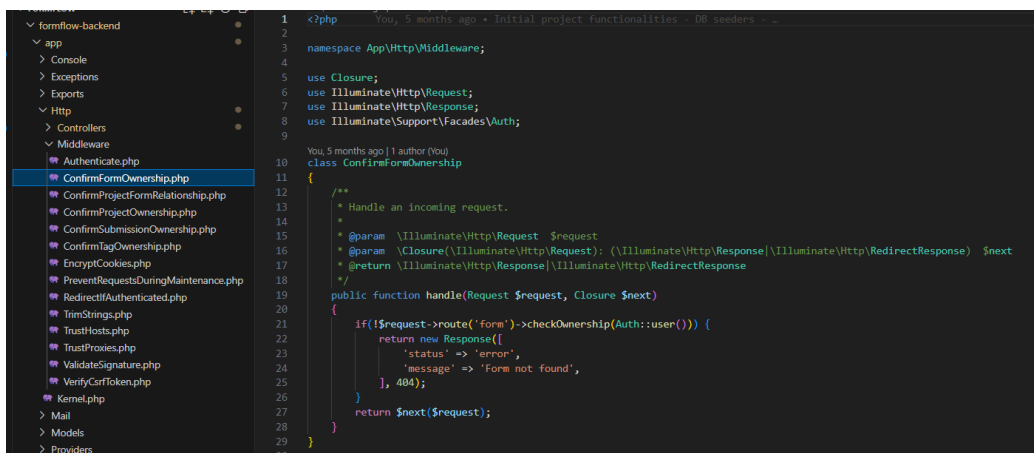 formflow-backend
app
Console
Exceptions
Exports
Http
Controllers
Middleware
Authenticate.php
ConfirmFormOwnership.php
ConfirmProjectFormRelationship.php
ConfirmProjectOwnership.php
ConfirmSubmissionOwnership.php
ConfirmTagOwnership.php
EncryptCookies.php
PreventRequestsDuringMaintenance.php
RedirectIfAuthenticated.php
TrimStrings.php
TrustHosts.php
TrustProxies.php
ValidateSignature.php
VerifyCsrfToken.php
Kernel.php
Mail
Models
Providers
1 <?php You, 5 months ago • Initial project functionalities - DB seeders - …
2
3 namespace App\Http\Middleware;
4
5 use Closure;
6 use Illuminate\Http\Request;
7 use Illuminate\Http\Response;
8 use Illuminate\Support\Facades\Auth;
9
You, 5 months ago | 1 author (You)
10 class ConfirmFormOwnership
11 {
12 /**
13 * Handle an incoming request.
14 *
15 * @param \Illuminate\Http\Request $request
16 * @param \Closure(\Illuminate\Http\Request): (\Illuminate\Http\Response|\Illuminate\Http\RedirectResponse) $next
17 * @return \Illuminate\Http\Response|\Illuminate\Http\RedirectResponse
18 */
19 public function handle(Request $request, Closure $next)
20 {
21 if(!$request->route('form')->checkOwnership(Auth::user())) {
22 return new Response([
23 'status' => 'error',
24 'message' => 'Form not found',
25 ], 404);
26 }
27 return $next($request);
28 }
29 }